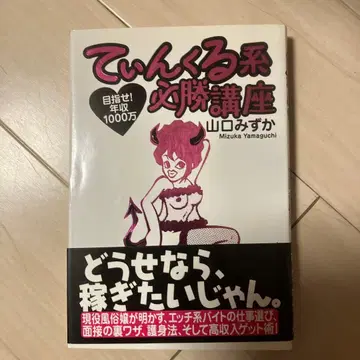 てぃんくる系
必勝講座
目指せ!
年収
1000万
山口みずか
Mizuka Yamaguchi
どうせなら、
稼ぎたいじゃん。
現役風俗嬢が明かす、エッチ系バイトの仕事選び、
面接の裏ワザ、護身法、そして高収入ゲット術!